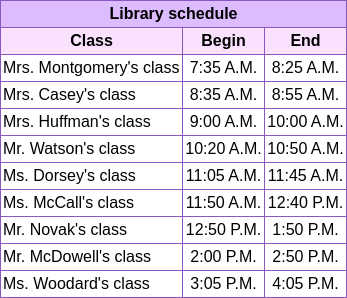 Library schedule
Class Begin End
Mrs. Montgomery's class 7:35 A.M. 8:25 A.M.
Mrs. Casey's class 8:35 A.M. 8:55 A.M.
Mrs. Huffman's class 9:00 A.M. 10:00 A.M.
Mr. Watson's class 10:20 A.M. 10:50 A.M.
Ms. Dorsey's class 11:05 A.M. 11:45 A.M.
Ms. McCall's class 11:50 A.M. 12:40 P.M.
Mr. Novak's class 12:50 P.M. 1:50 P.M.
Mr. McDowell's class 2:00 P.M. 2:50 P.M.
Ms. Woodard's class 3:05 P.M. 4:05 P.M.